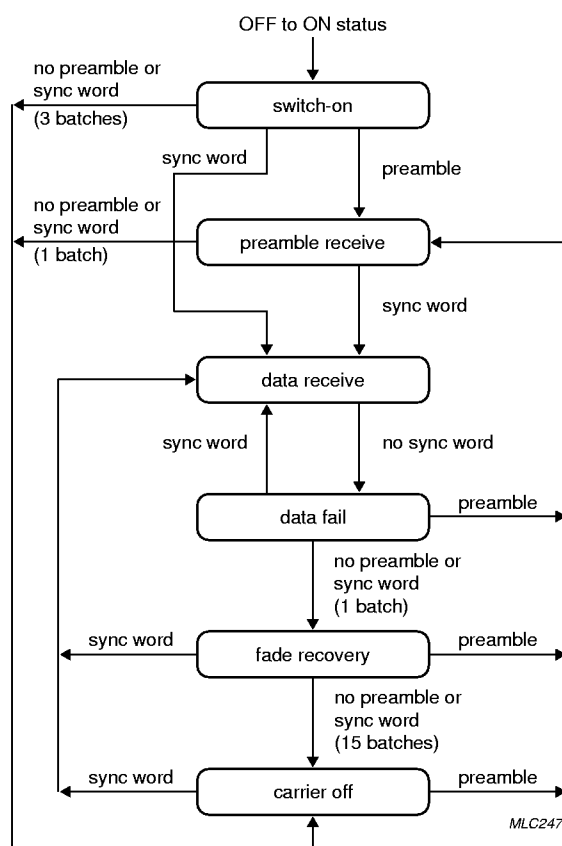 OFF to ON status
no preamble or
sync word
(3 batches)
switch-on
sync word
preamble
no preamble or
sync word
(1 batch)
preamble receive
sync word
data receive
sync word
no sync word
data fail
preamble
no preamble or
sync word
(1 batch)
sync word
fade recovery
preamble
no preamble or
sync word
(15 batches)
sync word
carrier off
preamble
MLC247